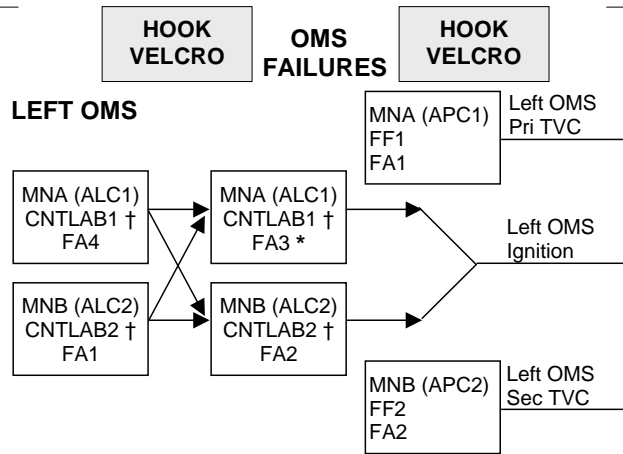 HOOK
VELCRO
OMS
FAILURES
HOOK
VELCRO
LEFT OMS
MNA (APC1)
FF1
FA1
Left OMS
Pri TVC
MNA (ALC1)
CNTLAB1 †
FA4
MNA (ALC1)
CNTLAB1 †
FA3 *
Left OMS
Ignition
MNB (ALC2)
CNTLAB2 †
FA1
MNB (ALC2)
CNTLAB2 †
FA2
MNB (APC2)
FF2
FA2
Left OMS
Sec TVC